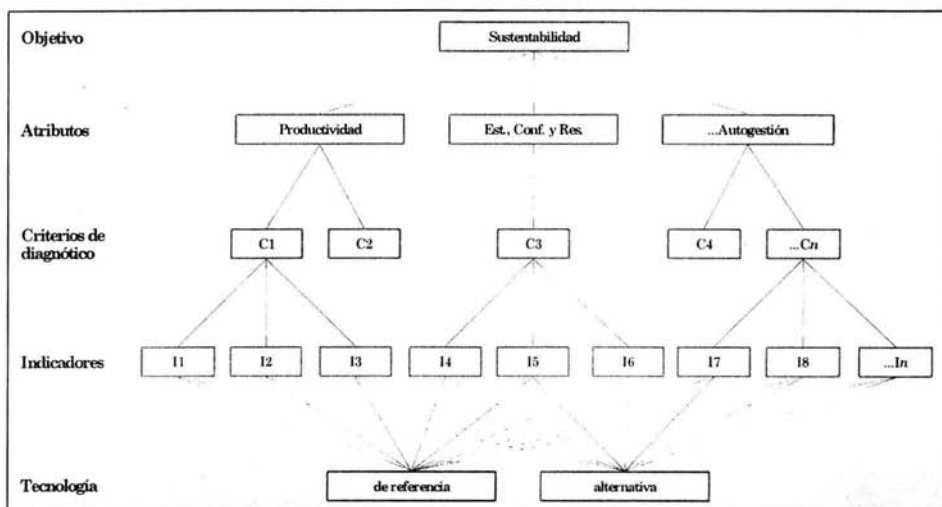 Objetivo
Sustentabilidad
Atributos
Productividad
Est., Conf. y Res.
...Autogestión
Criterios de
diagnótico
C1
C2
C3
C4
...Cn
Indicadores
I1
I2
I3
I4
I5
I6
I7
I8
...In
Tecnología
de referencia
alternativa